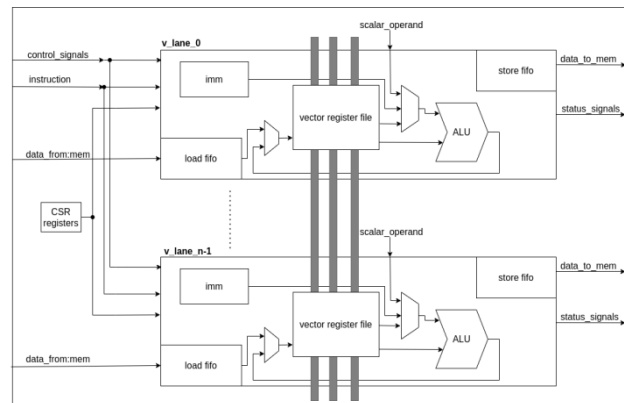 scalar_operand
v_lane_0
control_signals
instruction
imm
store fifo
data_to_mem
status_signals
vector register file
ALU
data_from:mem
load fifo
CSR
registers
scalar_operand
v_lane_n-1
imm
store fifo
data_to_mem
status_signals
vector register file
ALU
data_from:mem
load fifo